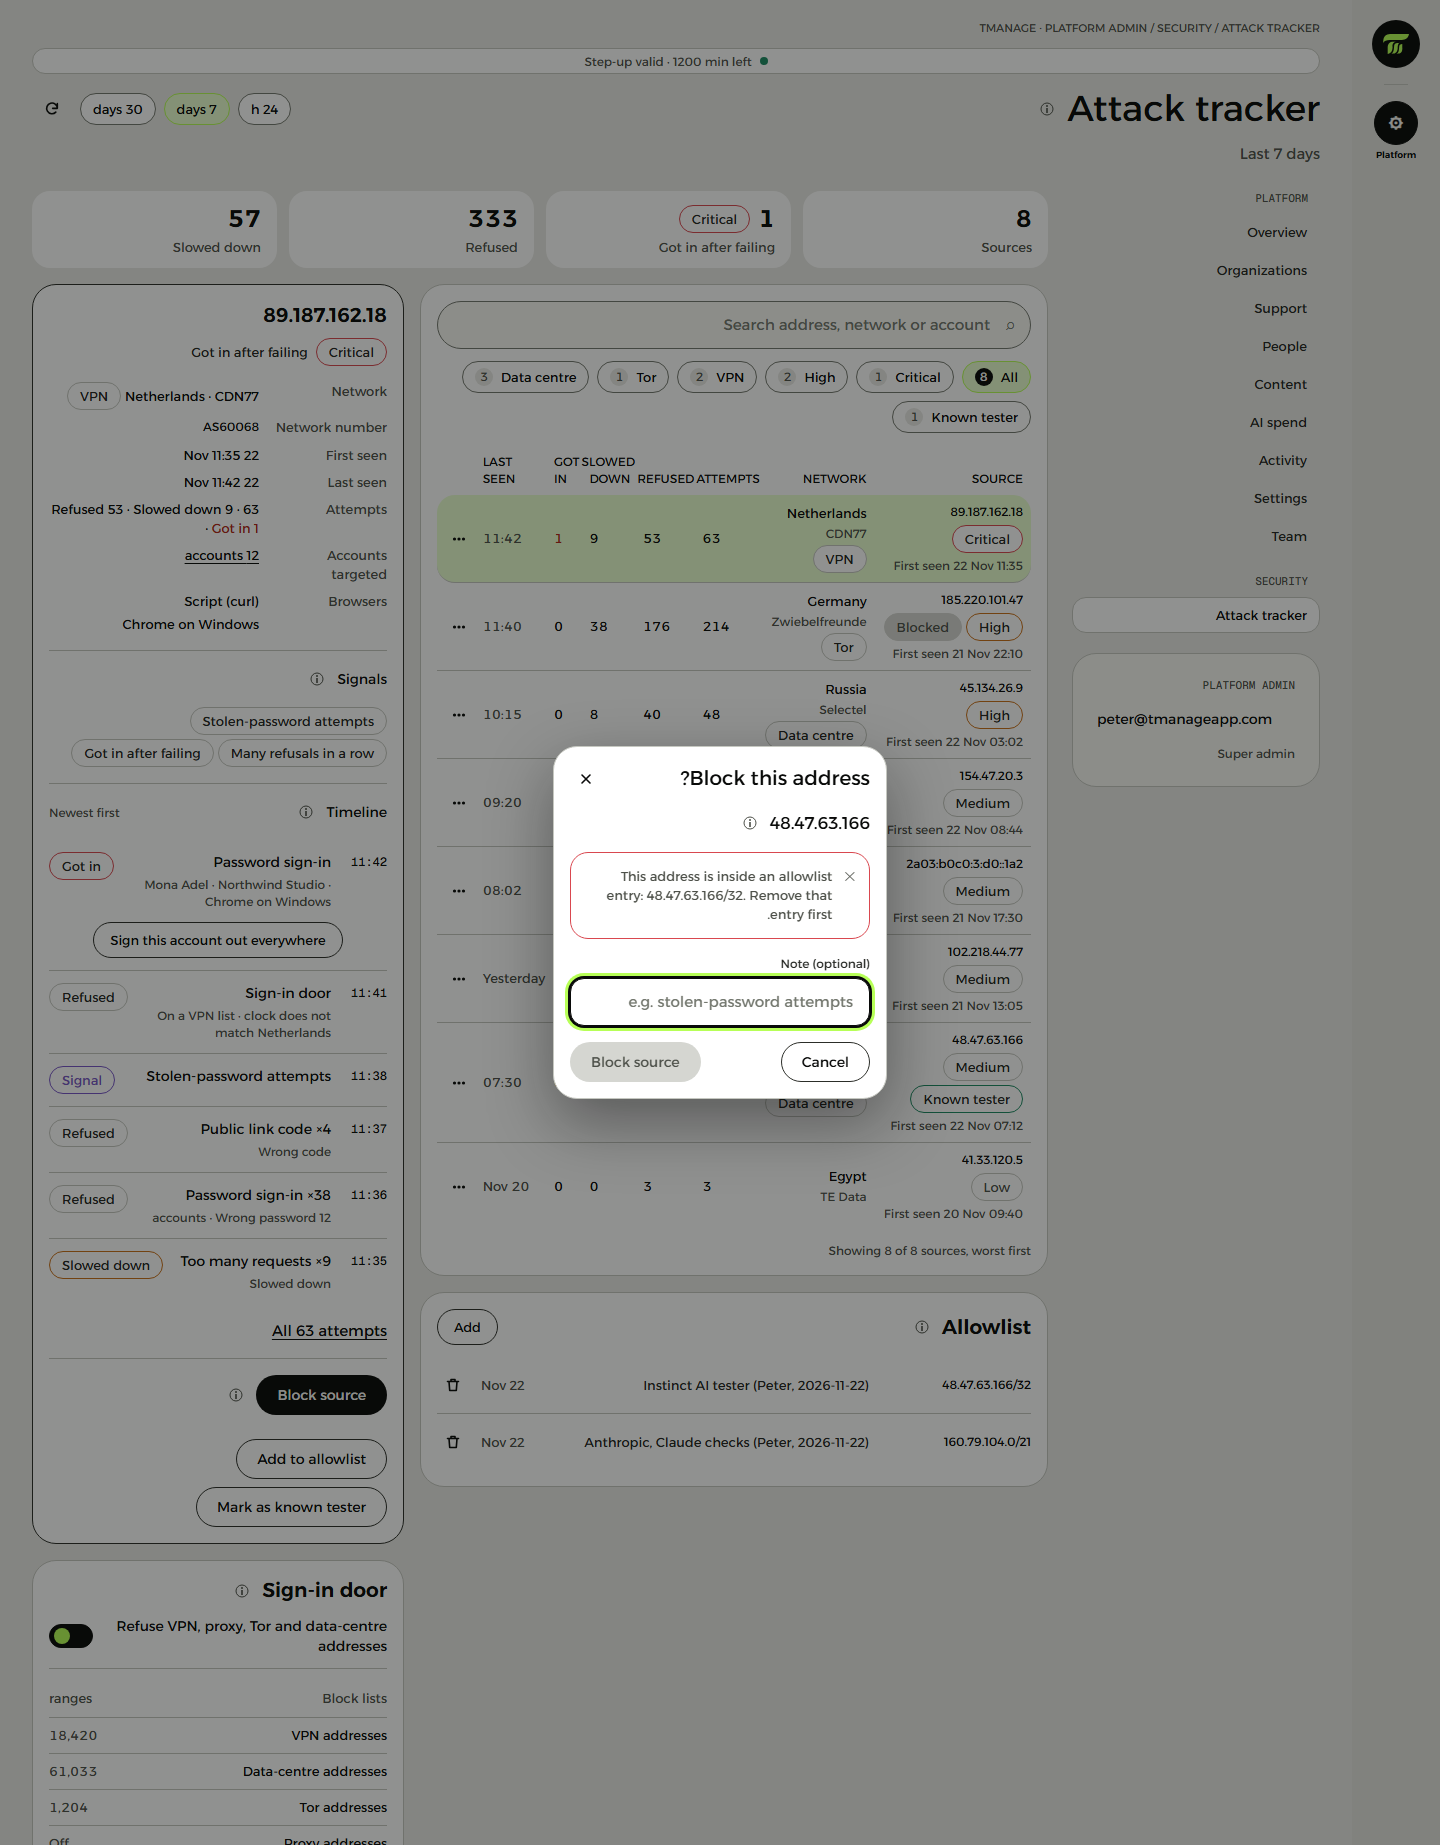 TMANAGE · PLATFORM ADMIN / SECURITY / ATTACK TRACKER
Step-up valid · 1200 min left
Attack tracker
days 30
days 7
h 24
Last 7 days
Platform
8
Sources
1
Critical
Got in after failing
333
Refused
57
Slowed down
PLATFORM
Overview
Organizations
Support
People
Content
AI spend
Activity
Settings
Team
SECURITY
Attack tracker
PLATFORM ADMIN
peter@tmanageapp.com
Super admin
Search address, network or account
All 8
Critical 1
High 2
VPN 2
Tor 1
Data centre 3
Known tester 1
SOURCE NETWORK ATTEMPTS REFUSED SLOWED DOWN GOT IN LAST SEEN
89.187.162.18
Critical
First seen 22 Nov 11:35
Netherlands
CDN77
VPN
63 53 9 1 11:42
185.220.101.47
High
Blocked
First seen 21 Nov 22:10
Germany
Zwiebelfreunde
Tor
214 176 38 0 11:40
45.134.26.9
High
First seen 22 Nov 03:02
Russia
Selectel
Data centre
48 40 8 0 10:15
154.47.20.3
Medium
First seen 22 Nov 08:44
09:20
2a03:b0c0:3:d0::1a2
Medium
First seen 21 Nov 17:30
08:02
102.218.44.77
Medium
First seen 21 Nov 13:05
Yesterday
48.47.63.166
Medium
Known tester
First seen 22 Nov 07:12
Data centre
07:30
41.33.120.5
Low
First seen 20 Nov 09:40
Egypt
TE Data
3 3 0 0 Nov 20
Showing 8 of 8 sources, worst first
Allowlist
Add
48.47.63.166/32 Instinct AI tester (Peter, 2026-11-22) Nov 22
160.79.104.0/21 Anthropic, Claude checks (Peter, 2026-11-22) Nov 22
?Block this address
48.47.63.166
This address is inside an allowlist
entry: 48.47.63.166/32. Remove that
.entry first
Note (optional)
e.g. stolen-password attempts
Cancel
Block source
89.187.162.18
Critical
Got in after failing
Network
Netherlands · CDN77 VPN
Network number AS60068
First seen Nov 11:35 22
Last seen Nov 11:42 22
Attempts
Refused 53 · Slowed down 9 · 63
· Got in 1
Accounts
targeted
accounts 12
Browsers
Script (curl)
Chrome on Windows
Signals
Stolen-password attempts
Many refusals in a row
Got in after failing
Timeline
Newest first
11:42 Password sign-in Got in
Mona Adel · Northwind Studio ·
Chrome on Windows
Sign this account out everywhere
11:41 Sign-in door Refused
On a VPN list · clock does not
match Netherlands
11:38 Stolen-password attempts Signal
11:37 Public link code ×4 Refused
Wrong code
11:36 Password sign-in ×38 Refused
accounts · Wrong password 12
11:35 Too many requests ×9 Slowed down
Slowed down
All 63 attempts
Block source
Add to allowlist
Mark as known tester
Sign-in door
Refuse VPN, proxy, Tor and data-centre
addresses
Block lists ranges
VPN addresses 18,420
Data-centre addresses 61,033
Tor addresses 1,204
Proxy addresses Off